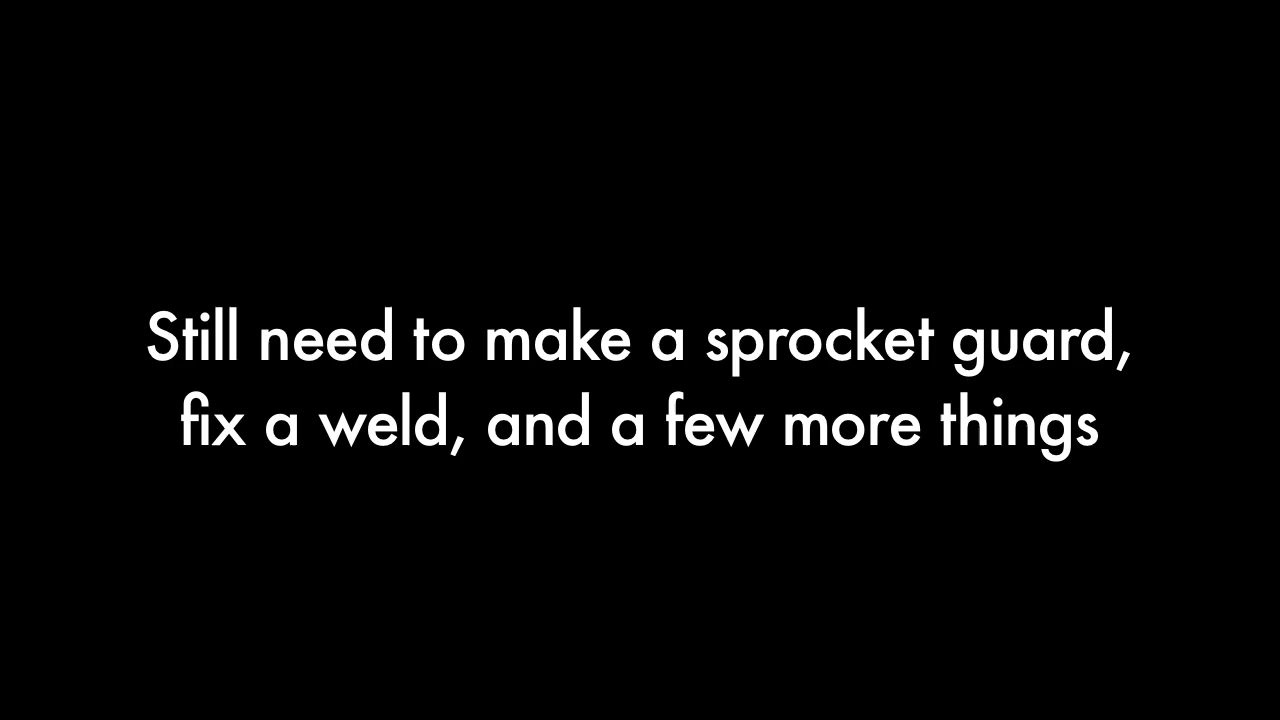 Still need to make a sprocket guard,
fix a weld, and a few more things